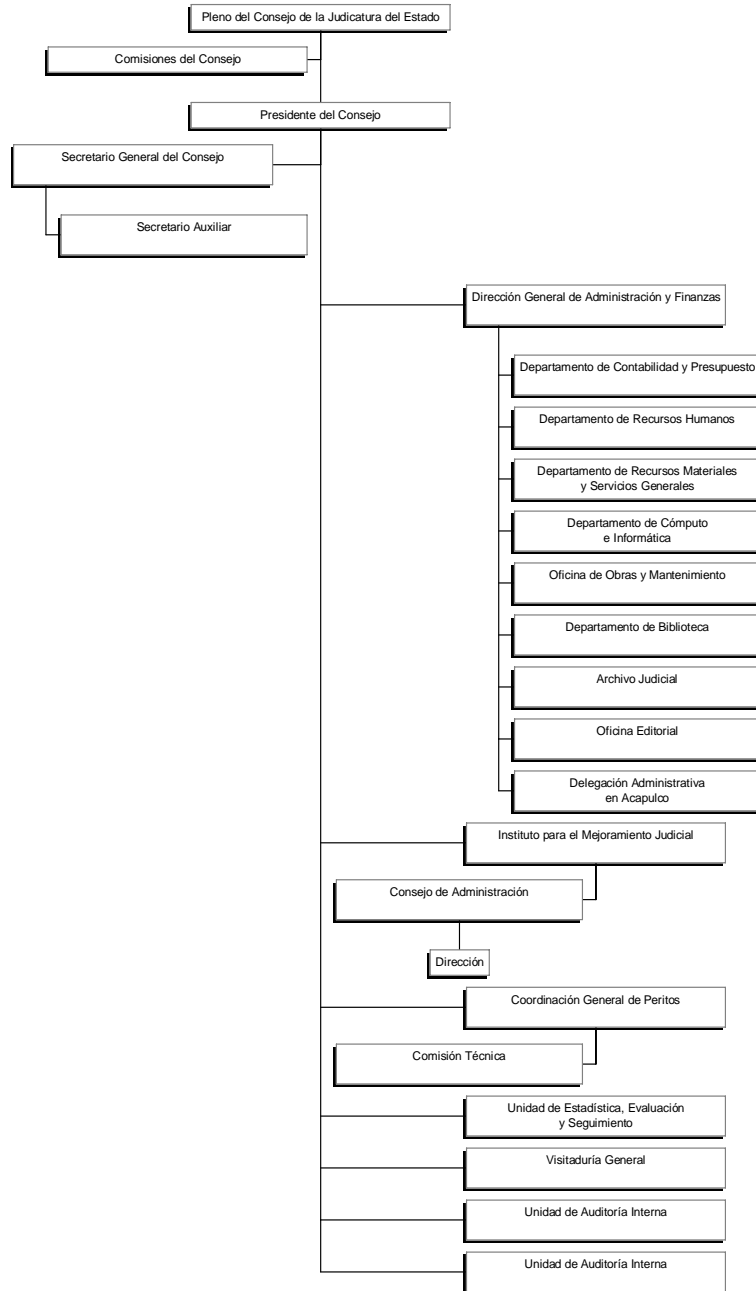 Pleno del Consejo de la Judicatura del Estado
Comisiones del Consejo
Presidente del Consejo
Secretario General del Consejo
Secretario Auxiliar
Dirección General de Administración y Finanzas
Departamento de Contabilidad y Presupuesto
Departamento de Recursos Humanos
Departamento de Recursos Materiales
y Servicios Generales
Departamento de Cómputo
e Informática
Oficina de Obras y Mantenimiento
Departamento de Biblioteca
Archivo Judicial
Oficina Editorial
Delegación Administrativa
en Acapulco
Instituto para el Mejoramiento Judicial
Consejo de Administración
Dirección
Coordinación General de Peritos
Comisión Técnica
Unidad de Estadística, Evaluación
y Seguimiento
Visitaduría General
Unidad de Auditoría Interna
Unidad de Auditoría Interna